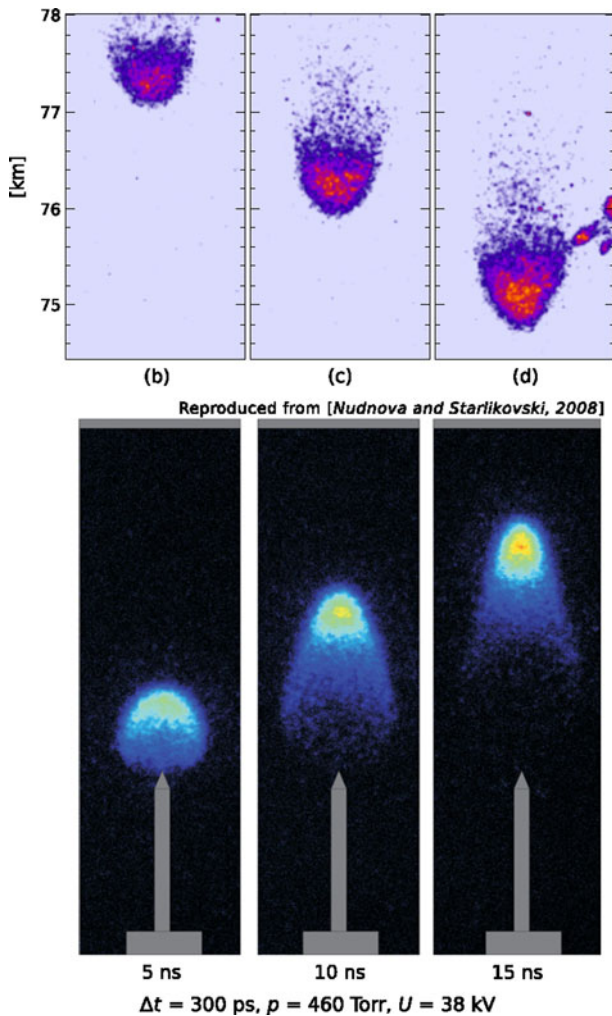 78
77
76
75
[km]
(b) (c) (d)
Reproduced from [Nudnova and Starlikovski, 2008]
5 ns 10 ns 15 ns
Δt = 300 ps, p = 460 Torr, U = 38 kV